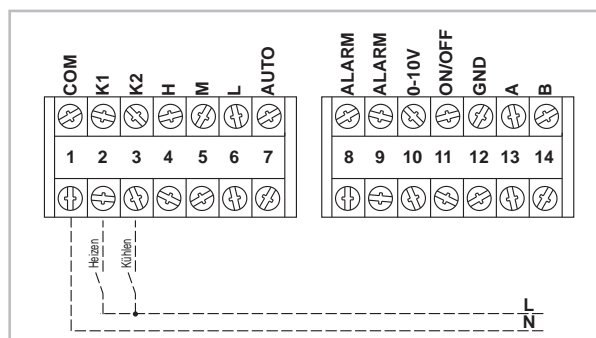 COM K1 K2 H M L AUTO
ALARM ALARM 0-10V ON/OFF GND A B
1 2 3 4 5 6 7
8 9 10 11 12 13 14
Heizen
Kühlen
L
N